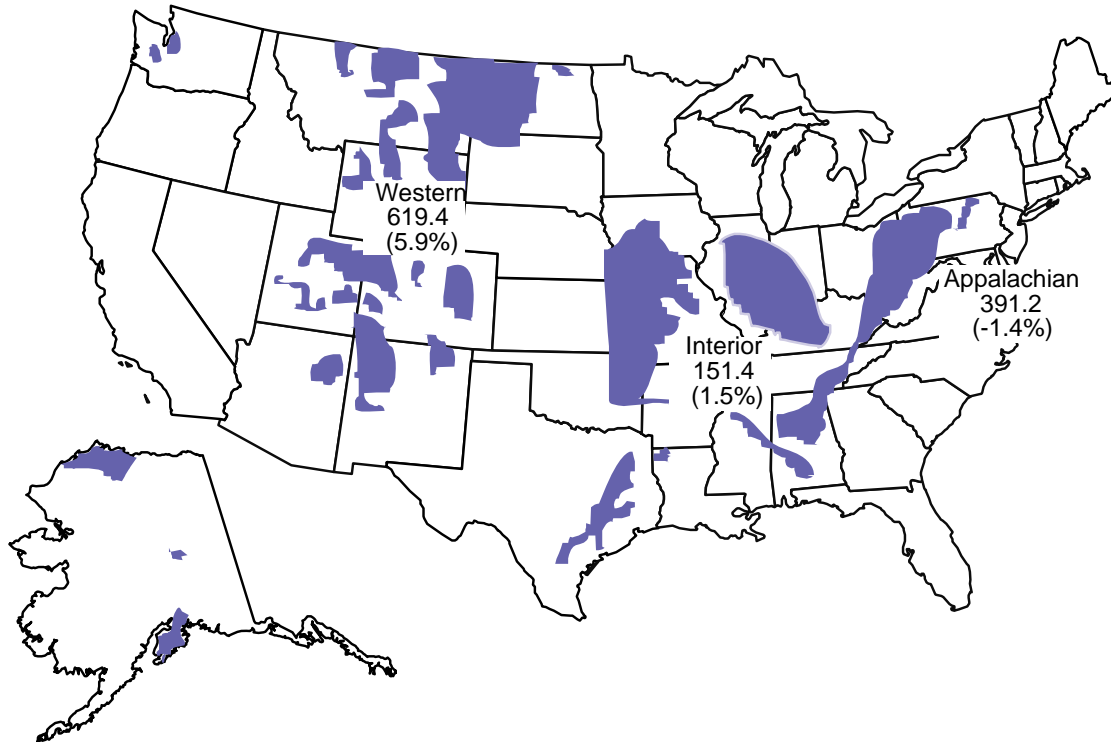 Western
619.4
(5.9%)
Appalachian
391.2
(-1.4%)
Interior
151.4
(1.5%)